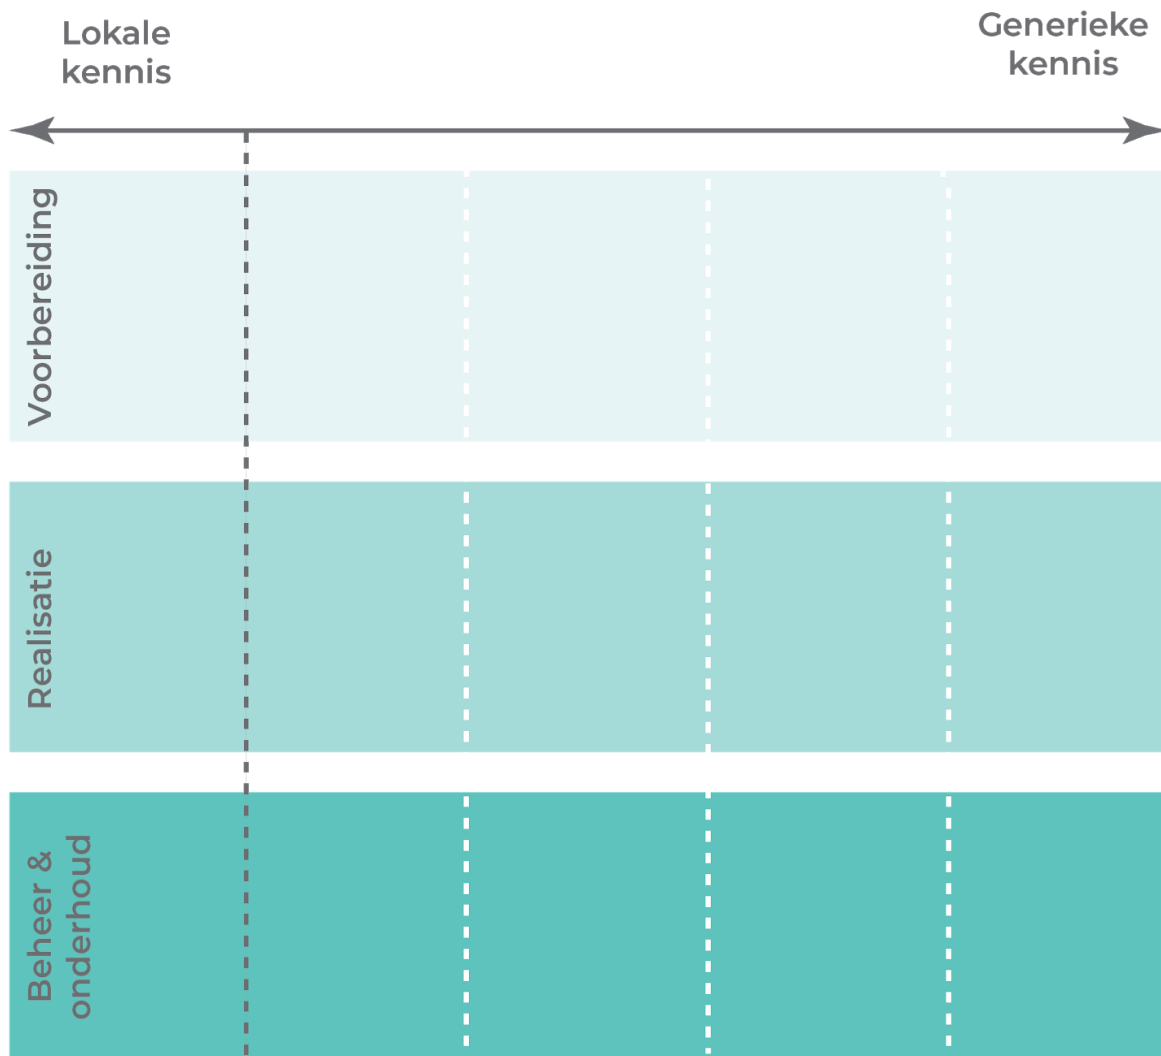 Lokale
kennis
Generieke
kennis
Voorbereiding
Realisatie
Beheer &
onderhoud